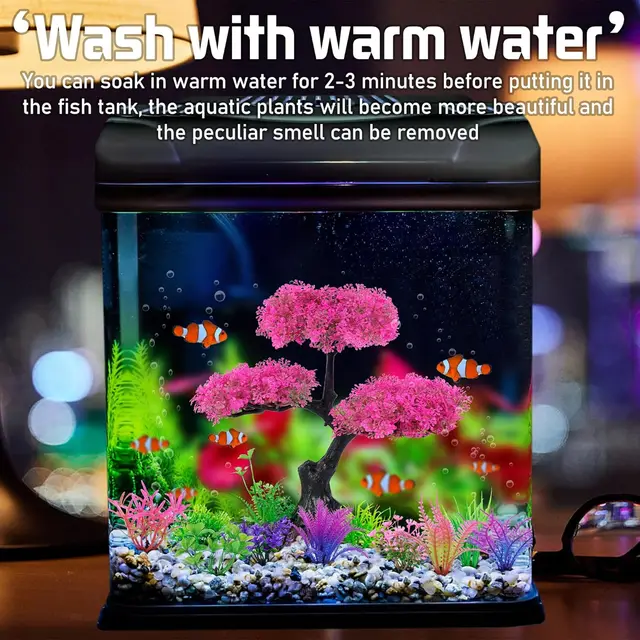 ‘Wash with warm water’
You can soak in warm water for 2-3 minutes before putting it in
the fish tank, the aquatic plants will become more beautiful and
the peculiar smell can be removed